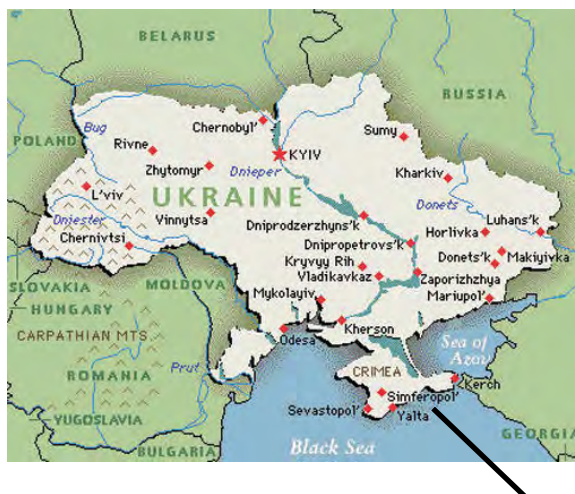 BELARUS
RUSSIA
Chernobyl'
Bug
Sumy
POLAND
Rivne
KYIV
Zhytomyr
Dnieper
Kharkiv
L'viv
UKRAINE
Donets
Dniester
Vinnytsa
Dniprodzerzhyns'k
Luhans'k
Horlivka
Chernivtsi
Dnipropetrovs'k
Donets'k
Makiyivka
Kryvyy Rih
Vladikavkaz
Zaporizhzhya
SLOVAKIA
MOLDOVA
Mykolayiv
Mariupol'
HUNGARY
Kherson
CARPATHIAN MTS.
Odesa
Sea of
Azov
Prut
CRIMEA
ROMANIA
Kerch
Simferopol'
Sevastopol'
Yalta
YUGOSLAVIA
GEORGIA
BULGARIA
Black Sea